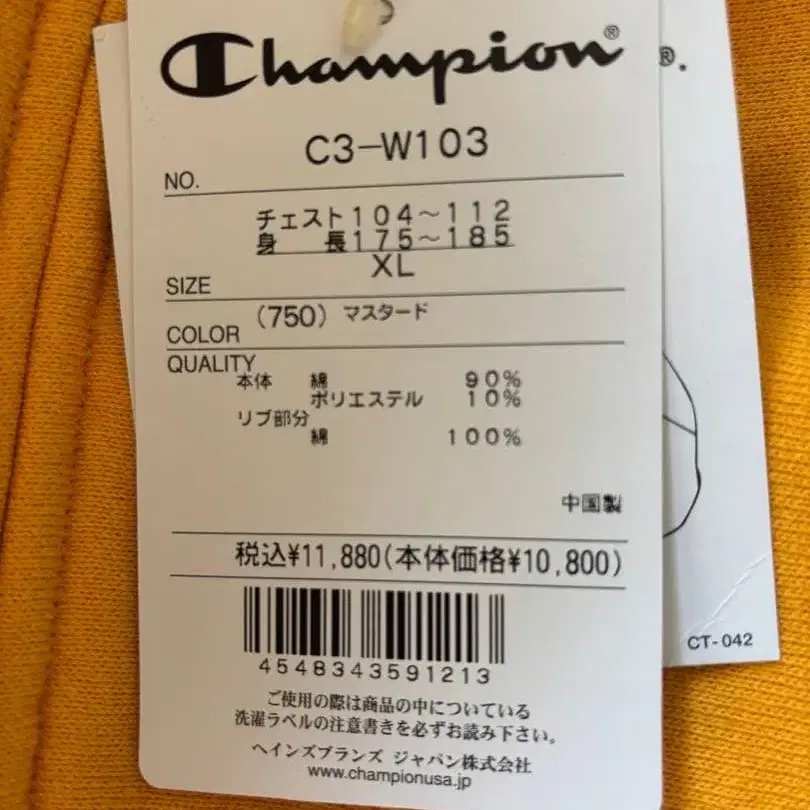 Champion®
®.
C3-W103
NO.
チェスト104～112
身 長175～185
XL
SIZE
(750) マスタード
COLOR
QUALITY
本体 綿 90%
ポリエステル 10%
リブ部分
綿 100%
中国製
税込¥11,880(本体価格¥10,800)
4548343591213
CT-042
ご使用の際は商品の中についている
洗濯ラベルの注意書きを必ずお読み下さい。
ヘインズブランズ ジャパン株式会社
www.championusa.jp